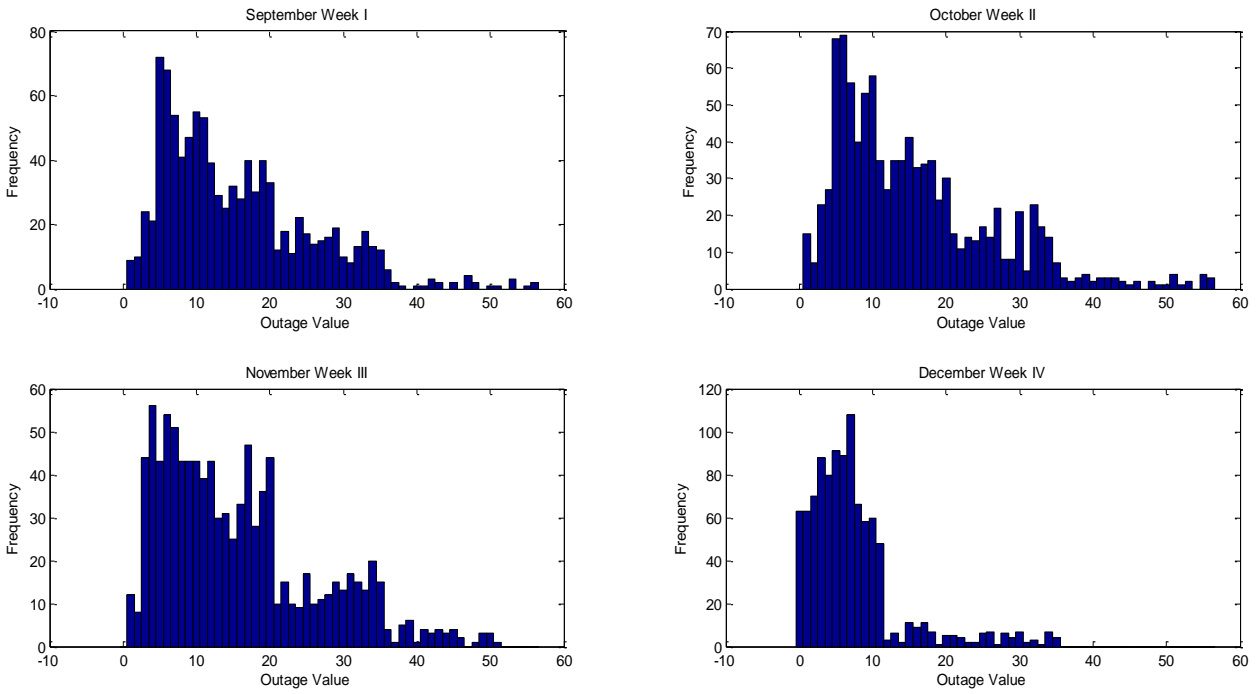 September Week I
80
60
40
20
0
Frequency
-10 0 10 20 30 40 50 60
Outage Value
October Week II
70
60
50
40
30
20
10
0
Frequency
-10 0 10 20 30 40 50 60
Outage Value
November Week III
60
50
40
30
20
10
0
Frequency
-10 0 10 20 30 40 50 60
Outage Value
December Week IV
120
100
80
60
40
20
0
Frequency
-10 0 10 20 30 40 50 60
Outage Value